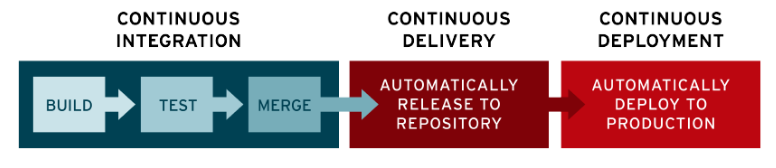 CONTINUOUS
INTEGRATION
CONTINUOUS
DELIVERY
CONTINUOUS
DEPLOYMENT
BUILD
TEST
MERGE
AUTOMATICALLY
RELEASE TO
REPOSITORY
AUTOMATICALLY
DEPLOY TO
PRODUCTION